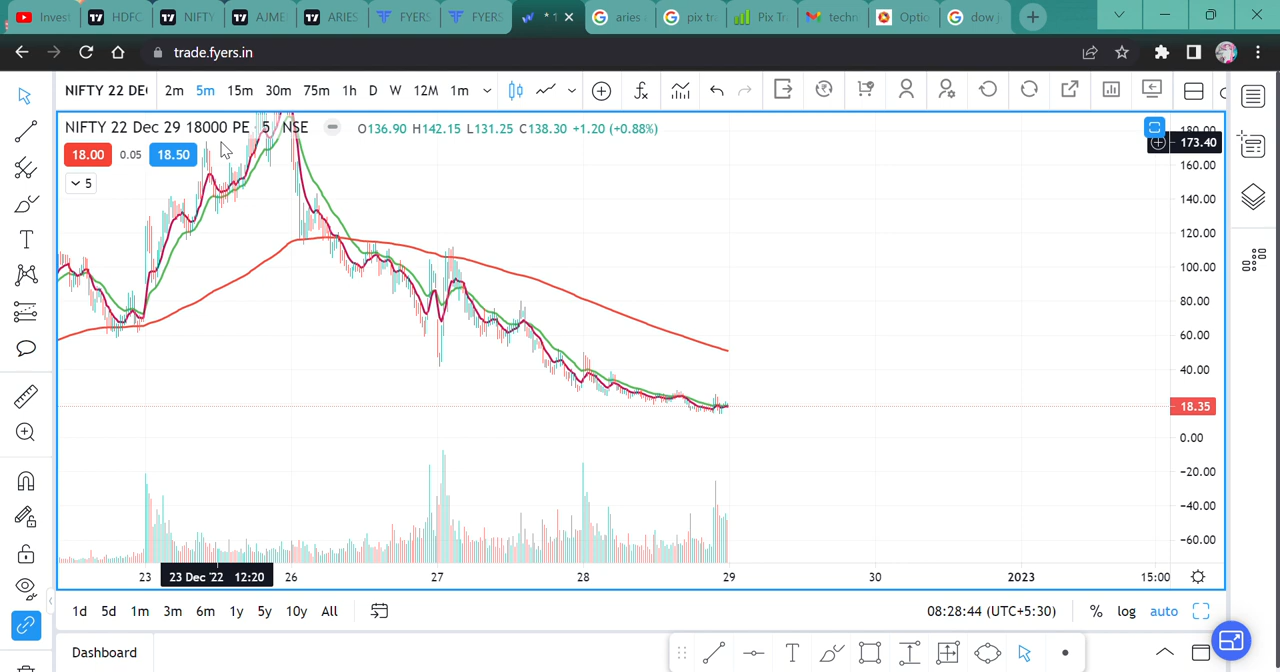 Invest HDFC NIFTY AJME ARIES FYERS FYERS * 1 aries pix tra Pix Tr techn Optio dow j
trade.fyers.in
NIFTY 22 DE 2m 5m 15m 30m 75m 1h D W 12M 1m
NIFTY 22 Dec 29 18000 PE 5 NSE O136.90 H142.15 L131.25 C138.30 +1.20 (+0.88%)
18.00 0.05 18.50
5
180.00
173.40
160.00
140.00
120.00
100.00
80.00
60.00
40.00
18.35
0.00
−20.00
−40.00
−60.00
23 23 Dec '22 12:20 26 27 28 29 30 2023 15:00
1d 5d 1m 3m 6m 1y 5y 10y All 08:28:44 (UTC+5:30) % log auto
Dashboard T